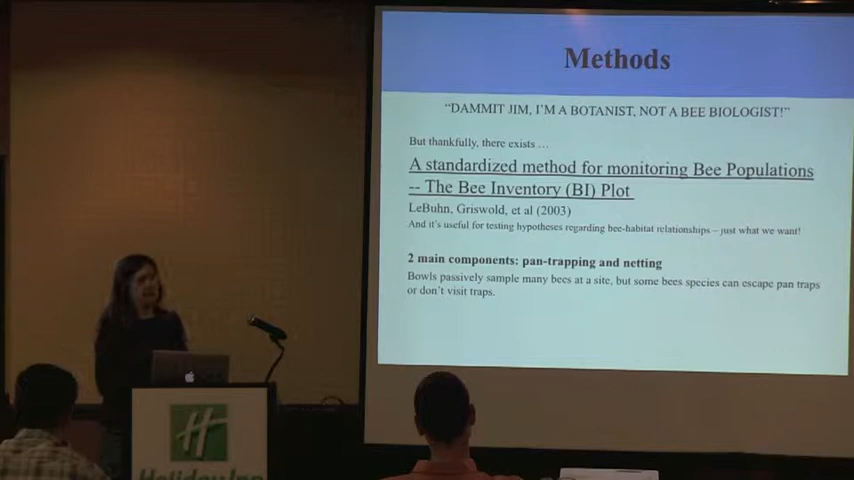 Methods
“DAMMIT JIM, I’M A BOTANIST, NOT A BEE BIOLOGIST!”
But thankfully, there exists …
A standardized method for monitoring Bee Populations
-- The Bee Inventory (BI) Plot
LeBuhn, Griswold, et al (2003)
And it’s useful for testing hypotheses regarding bee-habitat relationships – just what we want!
2 main components: pan-trapping and netting
Bowls passively sample many bees at a site, but some bees species can escape pan traps
or don’t visit traps.
H
Holiday Inn